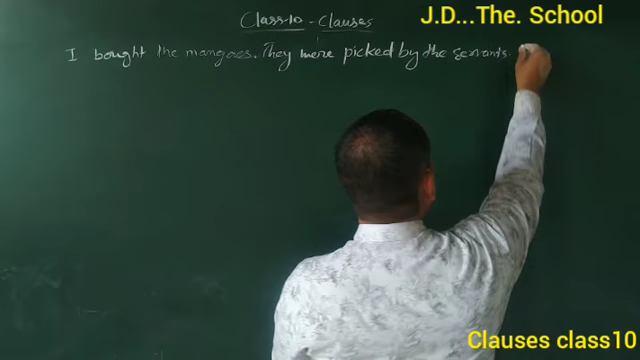 Class-10 - Clauses
J.D...The. School
I bought the mangoes. They were picked by the servants.
Clauses class10